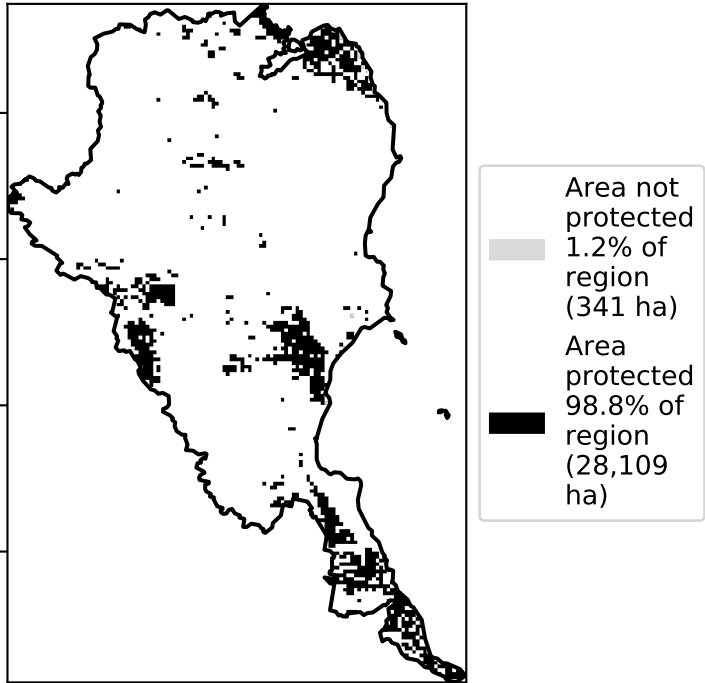 Area not
protected
1.2% of
region
(341 ha)
Area
protected
98.8% of
region
(28,109
ha)